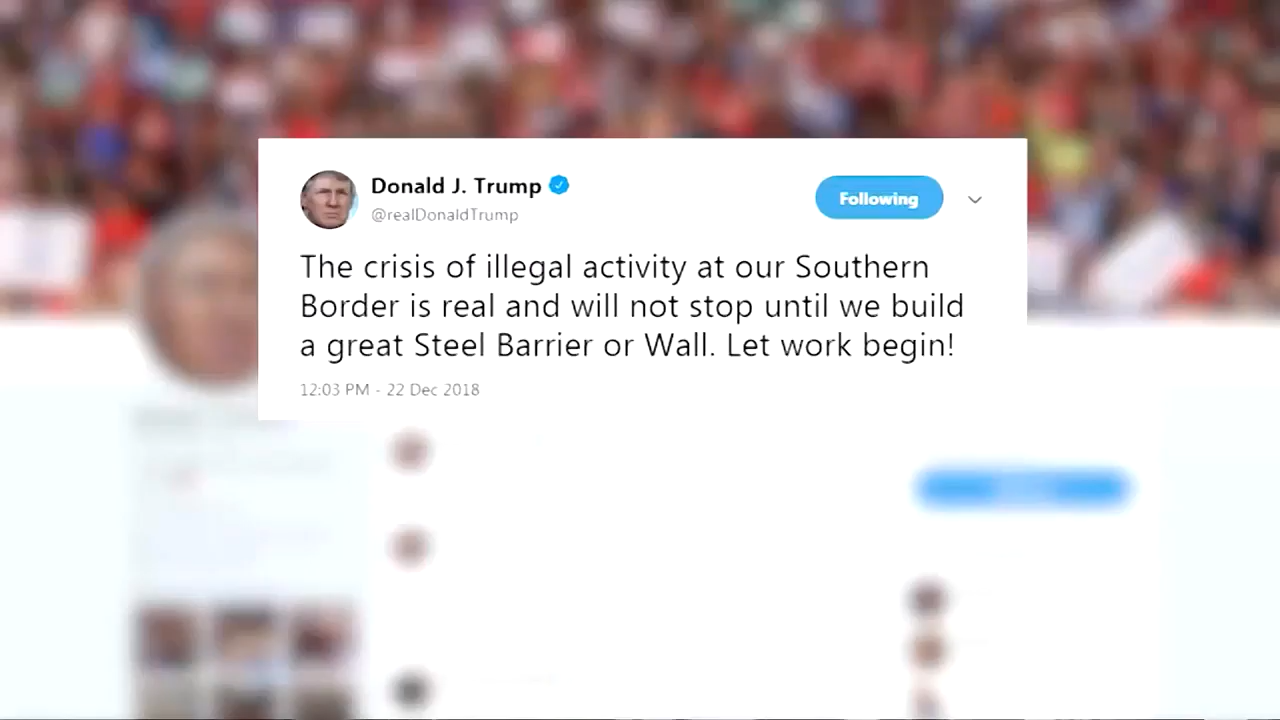 Donald J. Trump
@realDonaldTrump
Following
The crisis of illegal activity at our Southern
Border is real and will not stop until we build
a great Steel Barrier or Wall. Let work begin!
12:03 PM - 22 Dec 2018